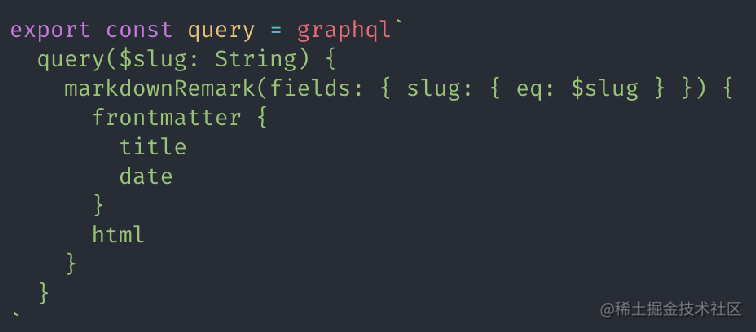 export const query = graphql`
  query($slug: String) {
    markdownRemark(fields: { slug: { eq: $slug } }) {
      frontmatter {
        title
        date
      }
      html
    }
  }
`
@稀土掘金技术社区